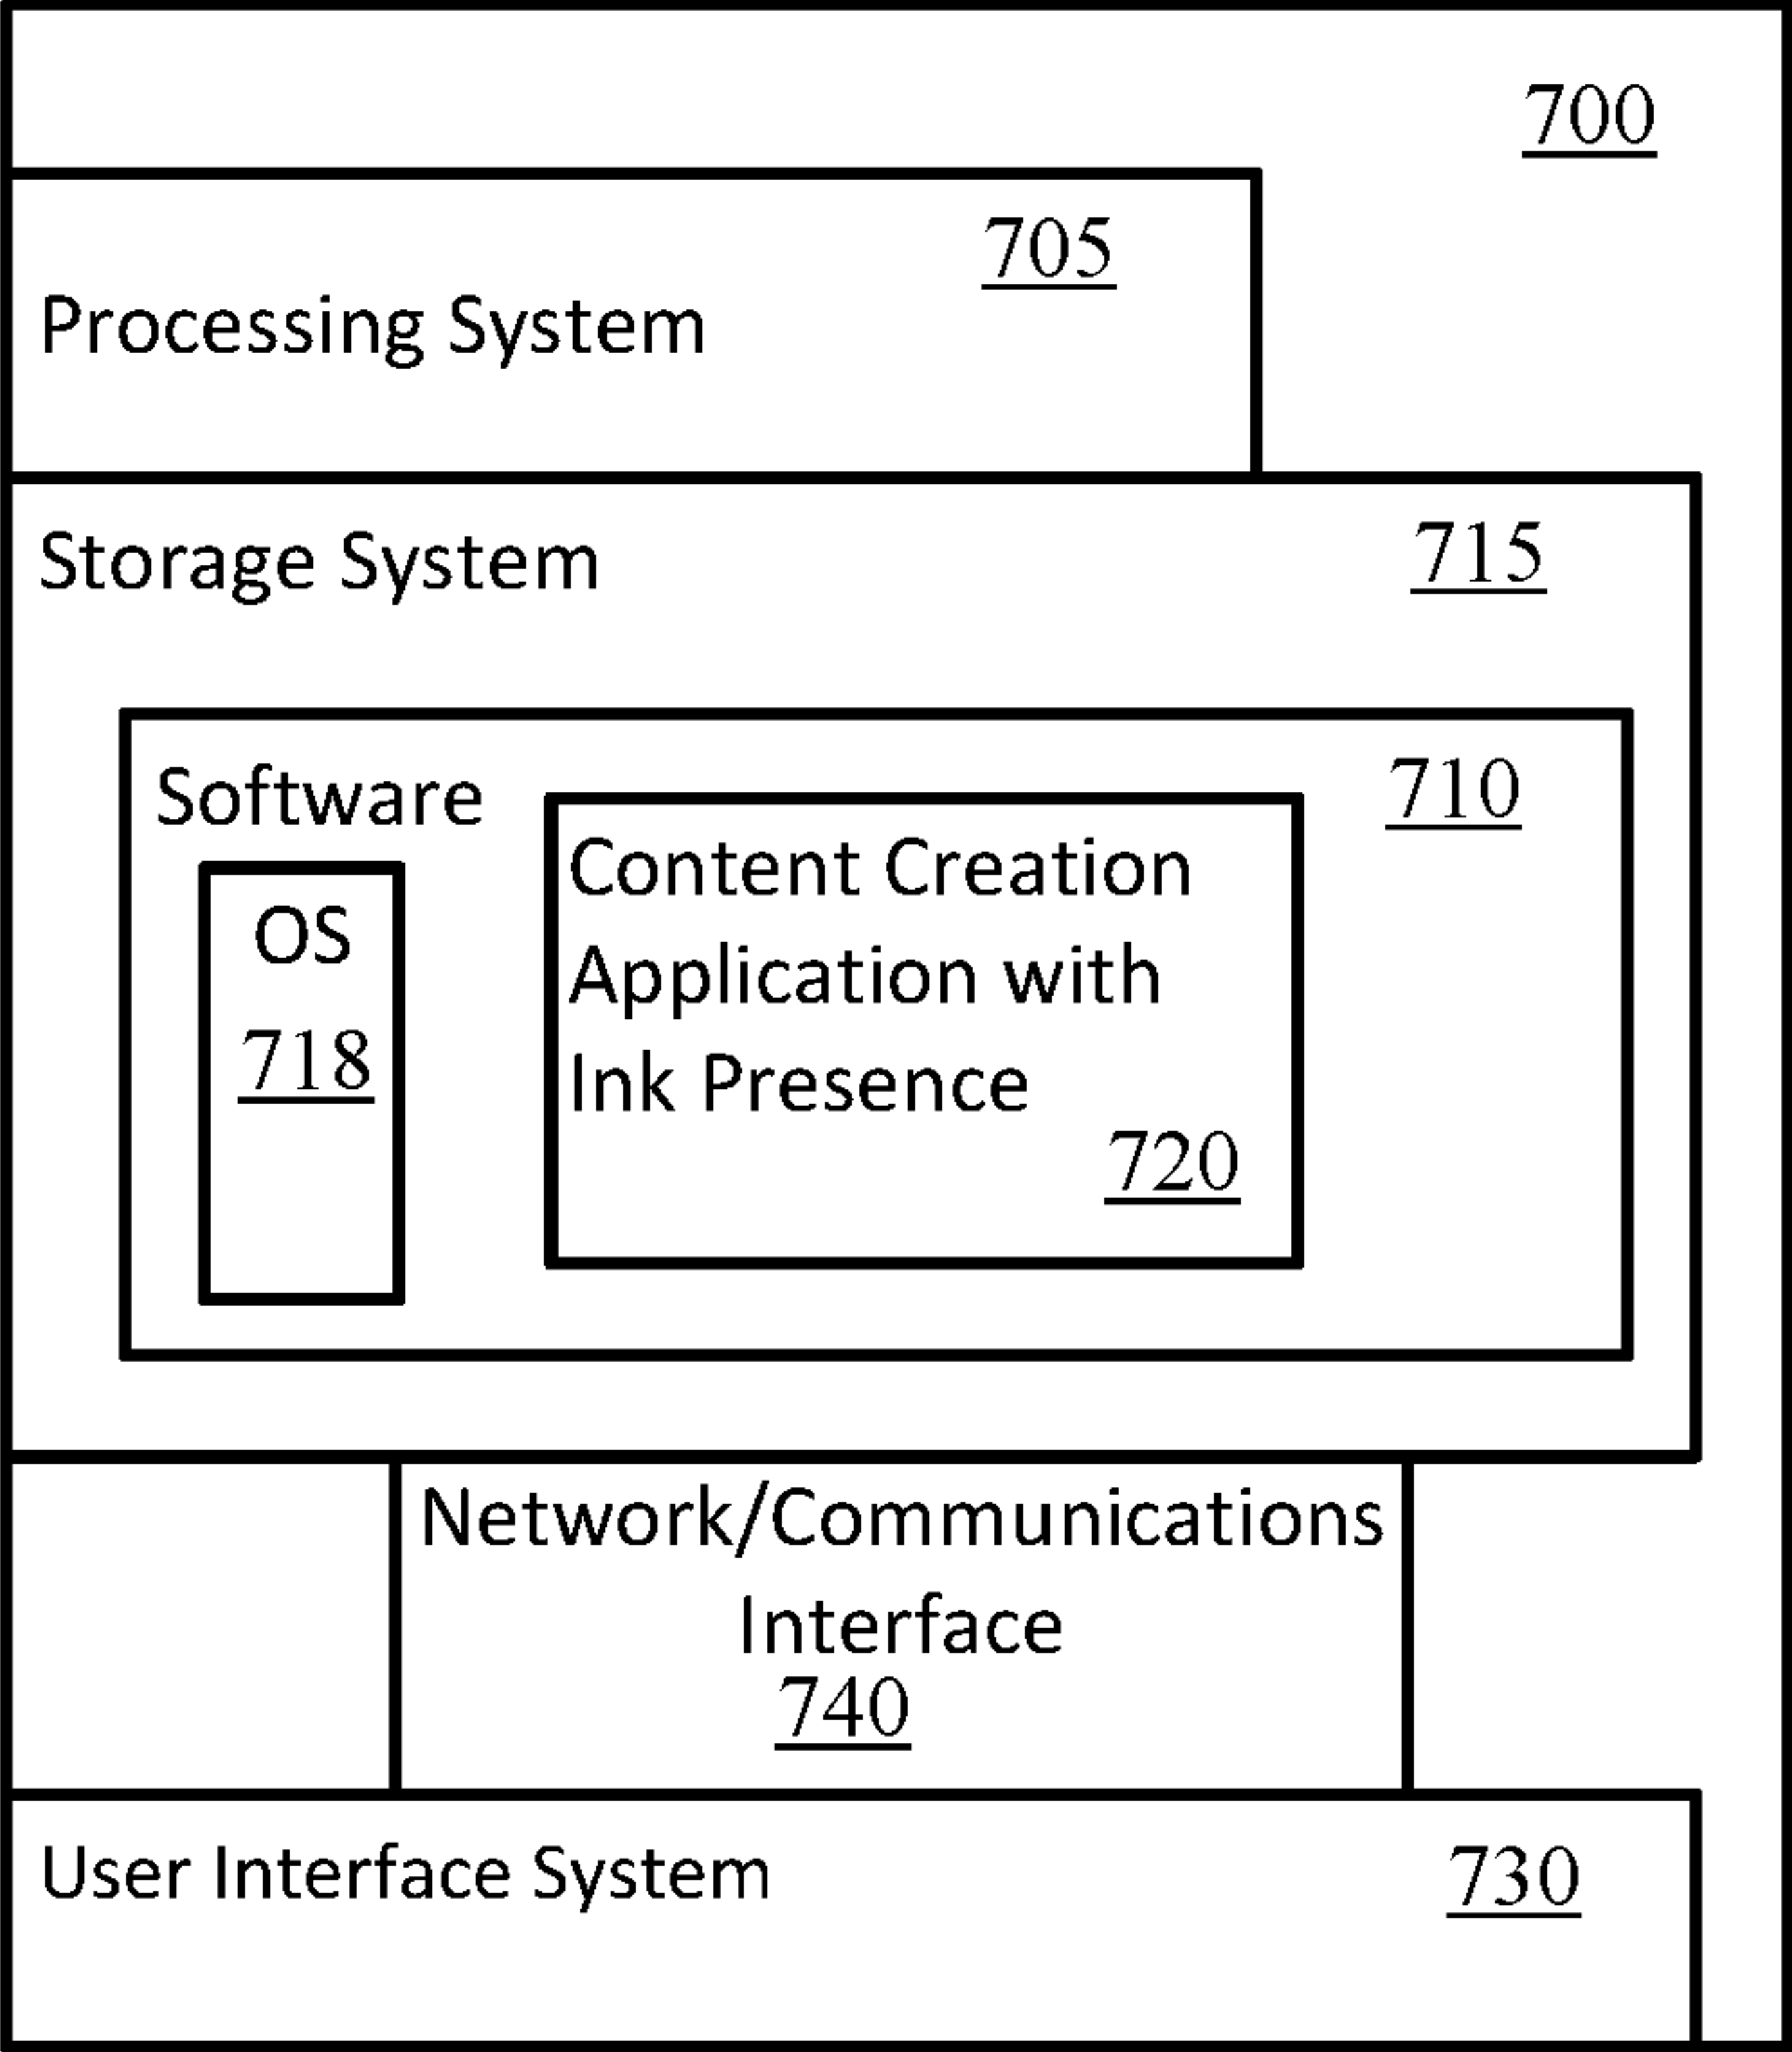 700
705
Processing System
Storage System
715
Software
710
Content Creation
Application with
Ink Presence
720
OS
718
Network/Communications
Interface
740
User Interface System
730